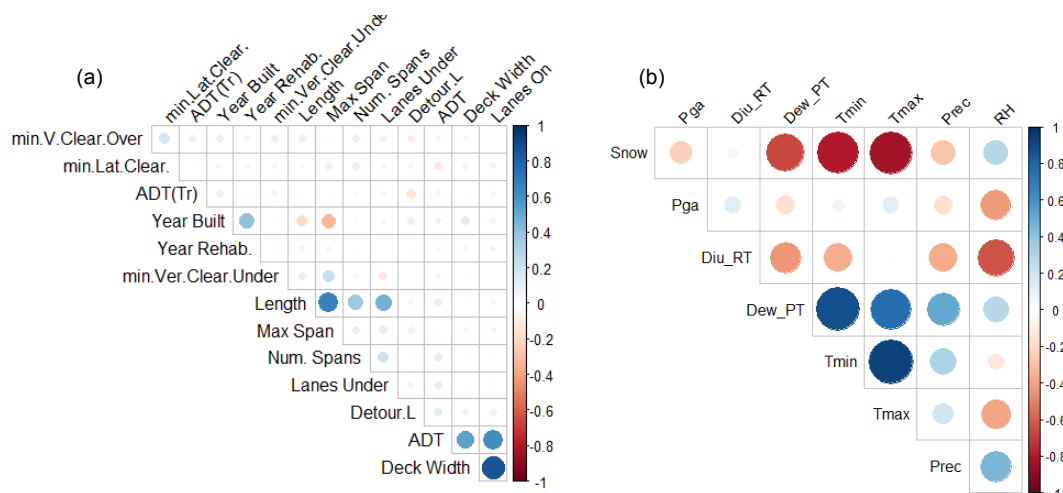 (a)
min.Lat.Clear.
ADT(Tr)
Year Built
Year Rehab.
min.Ver.Clear.Unde
Length
Max Span
Num. Spans
Lanes Under
Detour.L
ADT
Deck Width
Lanes On
min.V.Clear.Over
min.Lat.Clear.
ADT(Tr)
Year Built
Year Rehab.
min.Ver.Clear.Under
Length
Max Span
Num. Spans
Lanes Under
Detour.L
ADT
Deck Width
1
0.8
0.6
0.4
0.2
0
-0.2
-0.4
-0.6
-0.8
-1
(b)
Pga
Diu_RT
Dew_PT
Tmin
Tmax
Prec
RH
Snow
Pga
Diu_RT
Dew_PT
Tmin
Tmax
Prec
1
0.8
0.6
0.4
0.2
0
-0.2
-0.4
-0.6
-0.8
-1